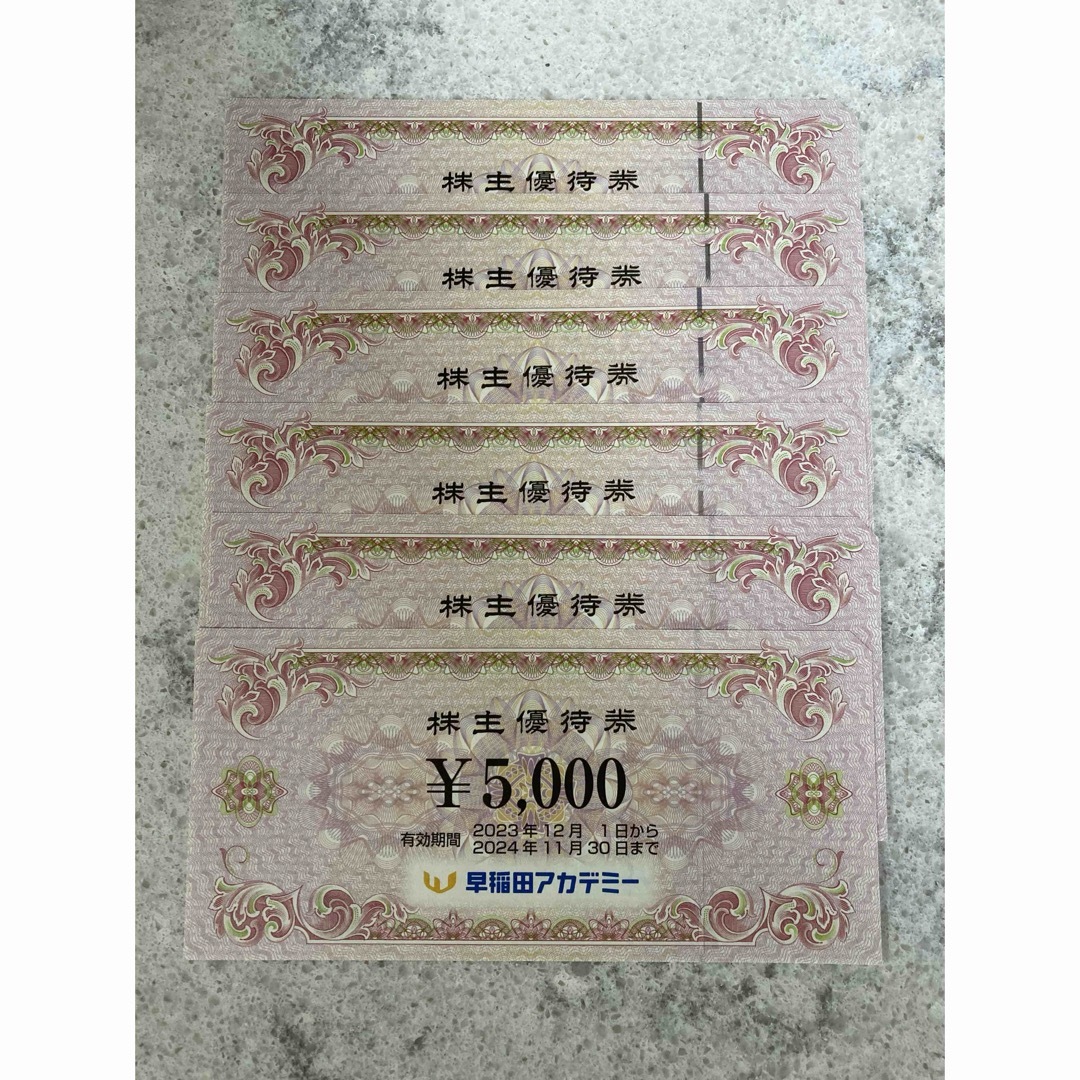 株主優待券
株主優待券
株主優待券
株主優待券
株主優待券
株主優待券
¥5,000
有効期間 2023年12月 1日から
2024年11月30日まで
早稲田アカデミー